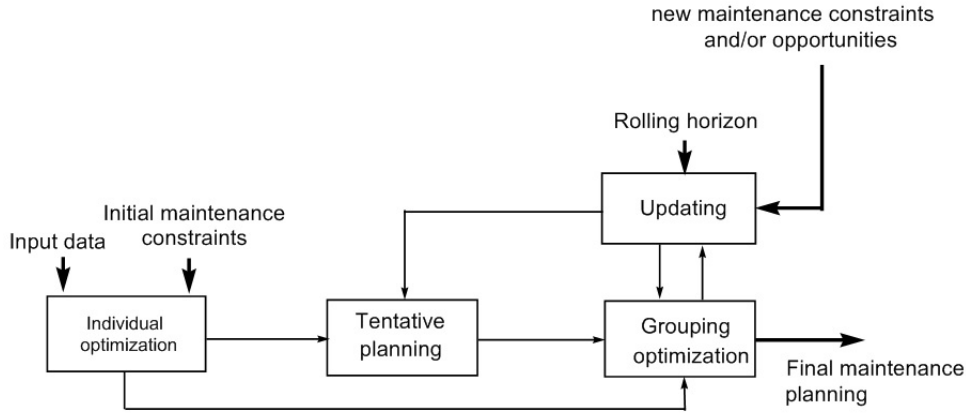 new maintenance constraints
and/or opportunities
Rolling horizon
Updating
Initial maintenance
constraints
Input data
Individual
optimization
Tentative
planning
Grouping
optimization
Final maintenance
planning